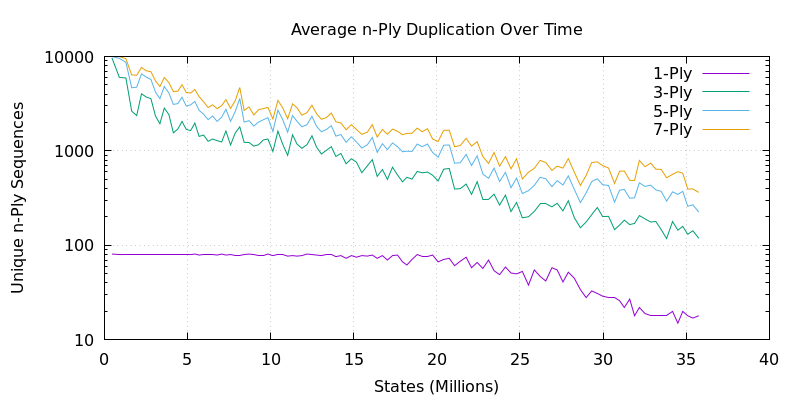 Average n-Ply Duplication Over Time
Unique n-Ply Sequences
10000
1000
100
10
1-Ply
3-Ply
5-Ply
7-Ply
0 5 10 15 20 25 30 35 40
States (Millions)